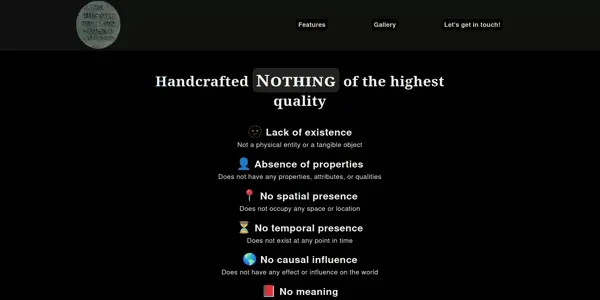 Features
Gallery
Let's get in touch!
Handcrafted Nothing of the highest
quality
Lack of existence
Not a physical entity or a tangible object
Absence of properties
Does not have any properties, attributes, or qualities
No spatial presence
Does not occupy any space or location
No temporal presence
Does not exist at any point in time
No causal influence
Does not have any effect or influence on the world
No meaning